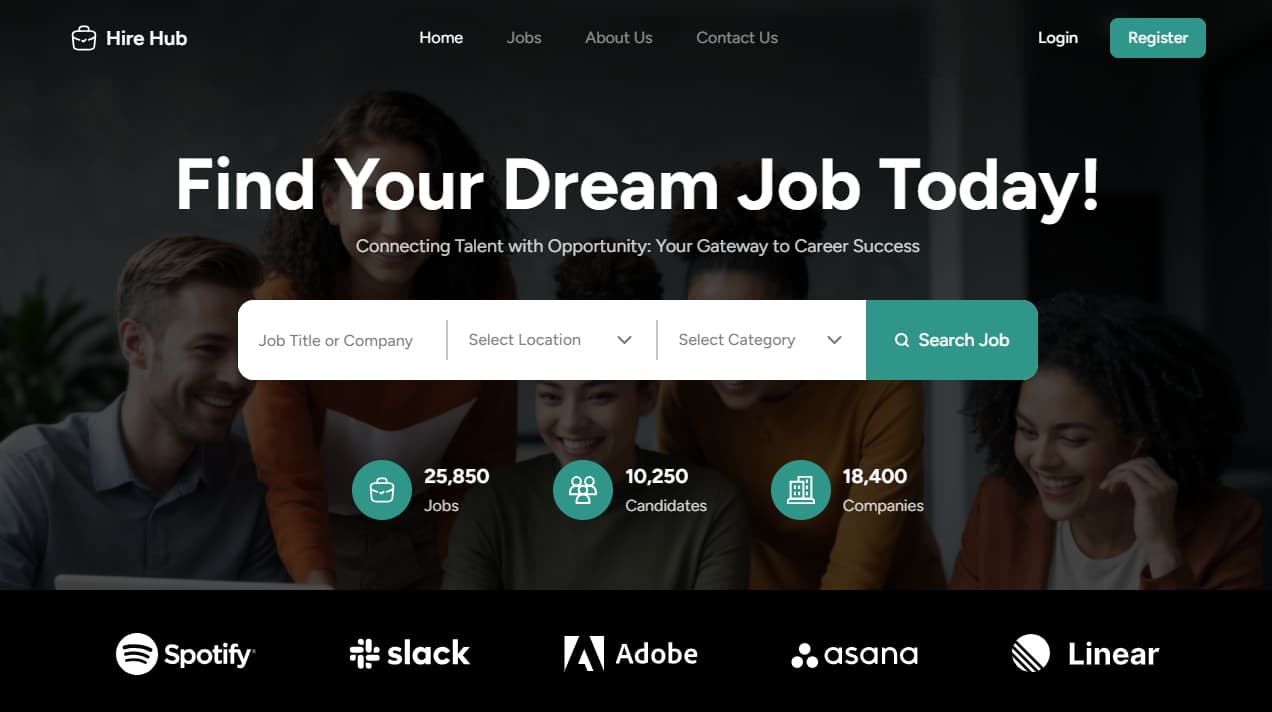 Hire Hub
Home
Jobs
About Us
Contact Us
Login
Register
Find Your Dream Job Today!
Connecting Talent with Opportunity: Your Gateway to Career Success
Job Title or Company
Select Location
Select Category
Search Job
25,850
Jobs
10,250
Candidates
18,400
Companies
Spotify
slack
Adobe
asana
Linear